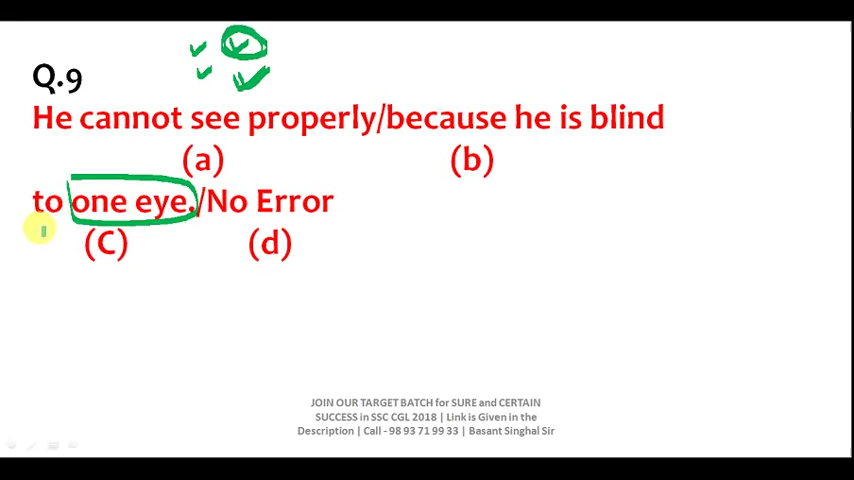 Q.9
He cannot see properly/because he is blind
(a) (b)
to one eye./No Error
(C) (d)
JOIN OUR TARGET BATCH for SURE and CERTAIN
SUCCESS in SSC CGL 2018 | Link is Given in the
Description | Call - 98 93 71 99 33 | Basant Singhal Sir